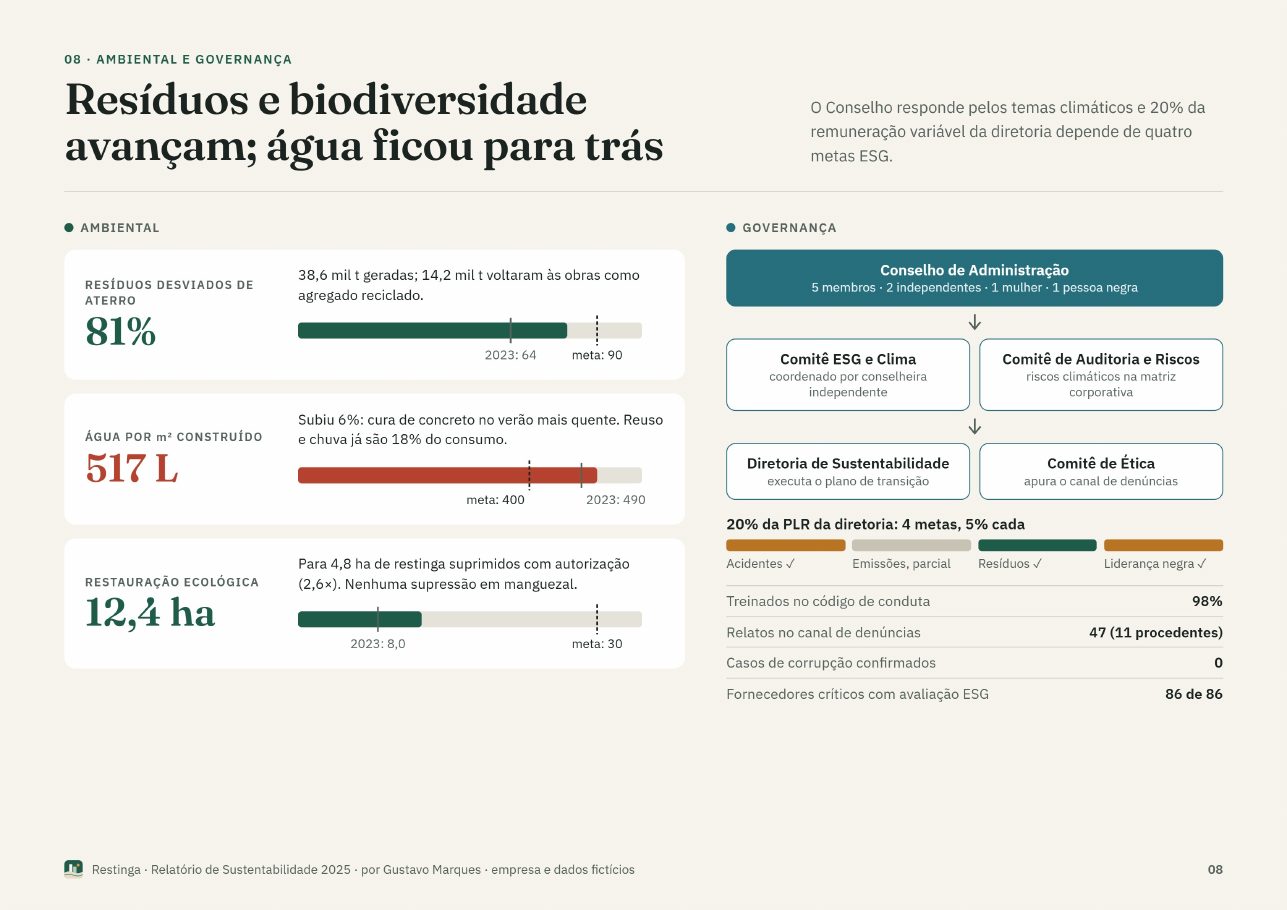 08 · AMBIENTAL E GOVERNANÇA
Resíduos e biodiversidade
avançam; água ficou para trás
O Conselho responde pelos temas climáticos e 20% da
remuneração variável da diretoria depende de quatro
metas ESG.
AMBIENTAL
RESÍDUOS DESVIADOS DE
ATERRO
81%
38,6 mil t geradas; 14,2 mil t voltaram às obras como
agregado reciclado.
2023: 64
meta: 90
ÁGUA POR m² CONSTRUÍDO
517 L
Subiu 6%: cura de concreto no verão mais quente. Reuso
e chuva já são 18% do consumo.
meta: 400
2023: 490
RESTAURAÇÃO ECOLÓGICA
12,4 ha
Para 4,8 ha de restinga suprimidos com autorização
(2,6×). Nenhuma supressão em manguezal.
2023: 8,0
meta: 30
GOVERNANÇA
Conselho de Administração
5 membros · 2 independentes · 1 mulher · 1 pessoa negra
Comitê ESG e Clima
coordenado por conselheira
independente
Comitê de Auditoria e Riscos
riscos climáticos na matriz
corporativa
Diretoria de Sustentabilidade
executa o plano de transição
Comitê de Ética
apura o canal de denúncias
20% da PLR da diretoria: 4 metas, 5% cada
Acidentes ✓
Emissões, parcial
Resíduos ✓
Liderança negra ✓
Treinados no código de conduta 98%
Relatos no canal de denúncias 47 (11 procedentes)
Casos de corrupção confirmados 0
Fornecedores críticos com avaliação ESG 86 de 86
Restinga · Relatório de Sustentabilidade 2025 · por Gustavo Marques · empresa e dados fictícios
08